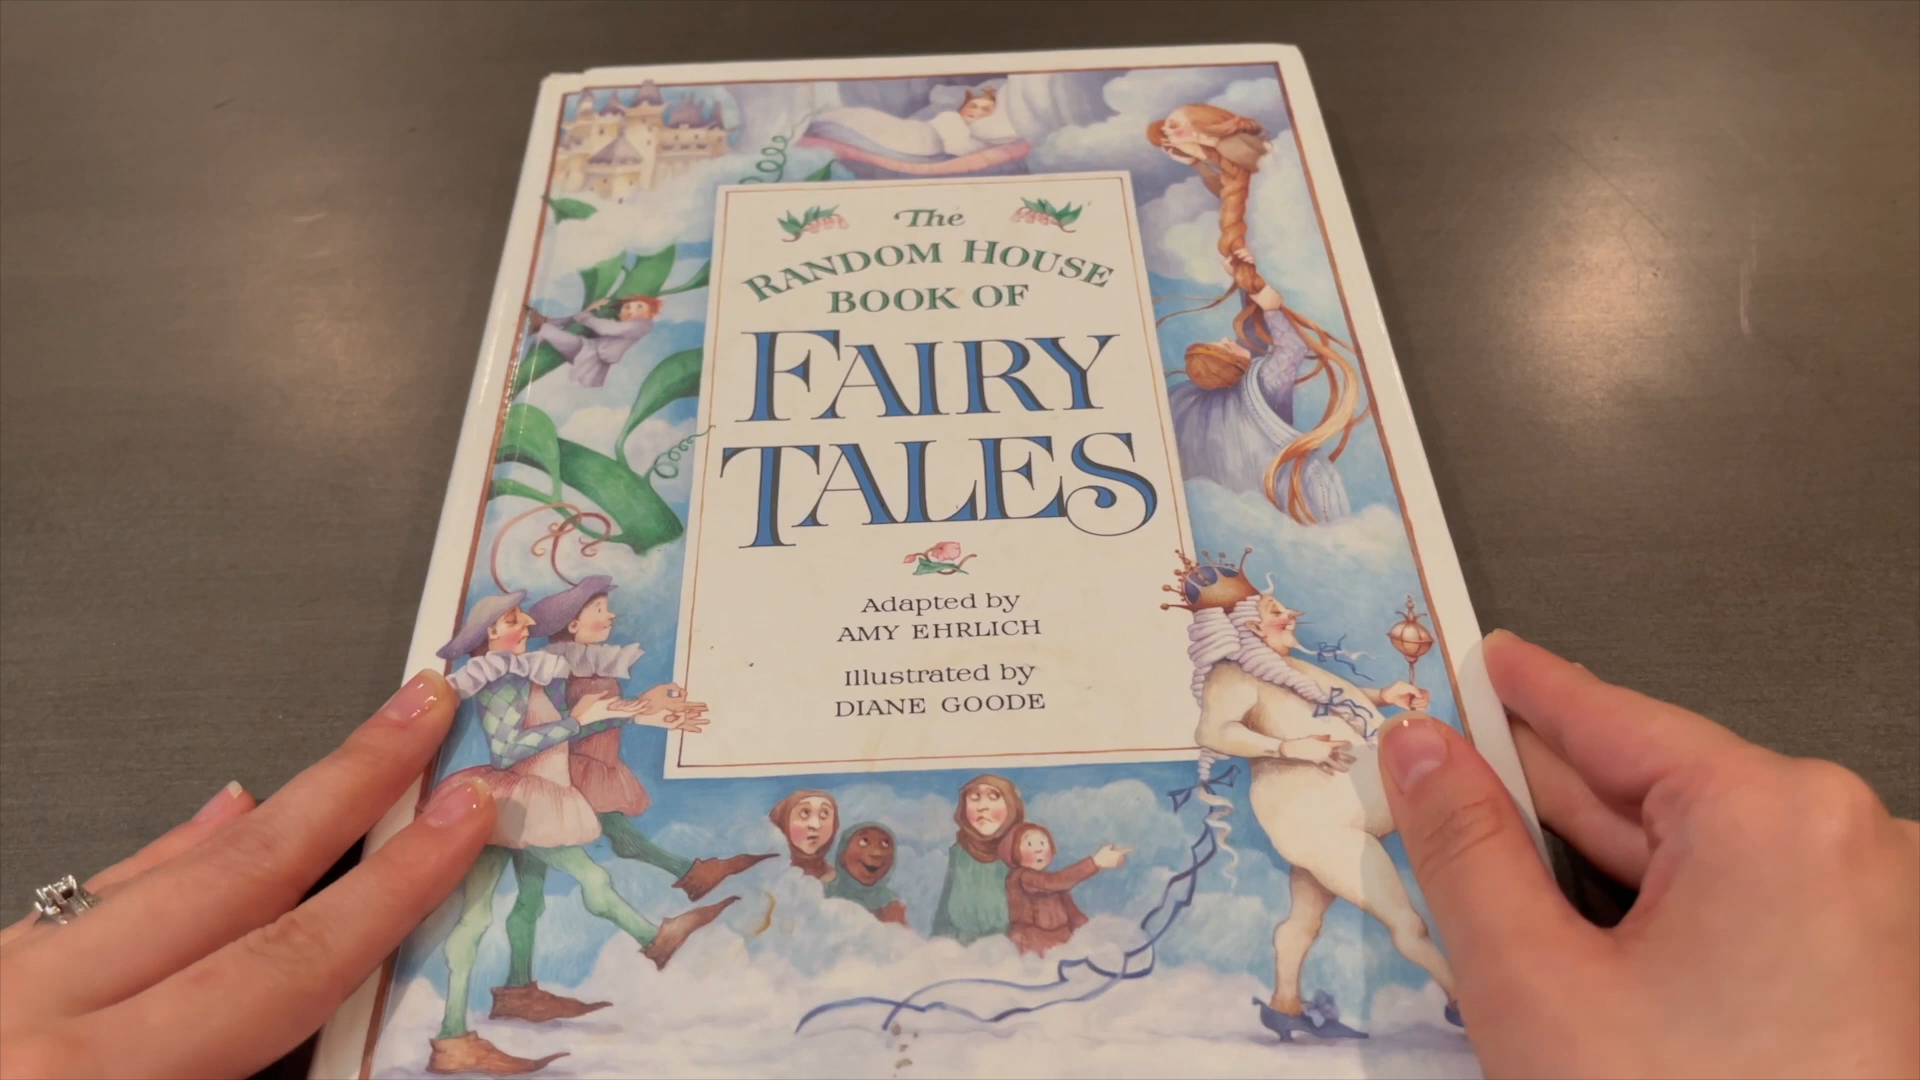 The
RANDOM HOUSE
BOOK OF
FAIRY
TALES
Adapted by
AMY EHRLICH
Illustrated by
DIANE GOODE